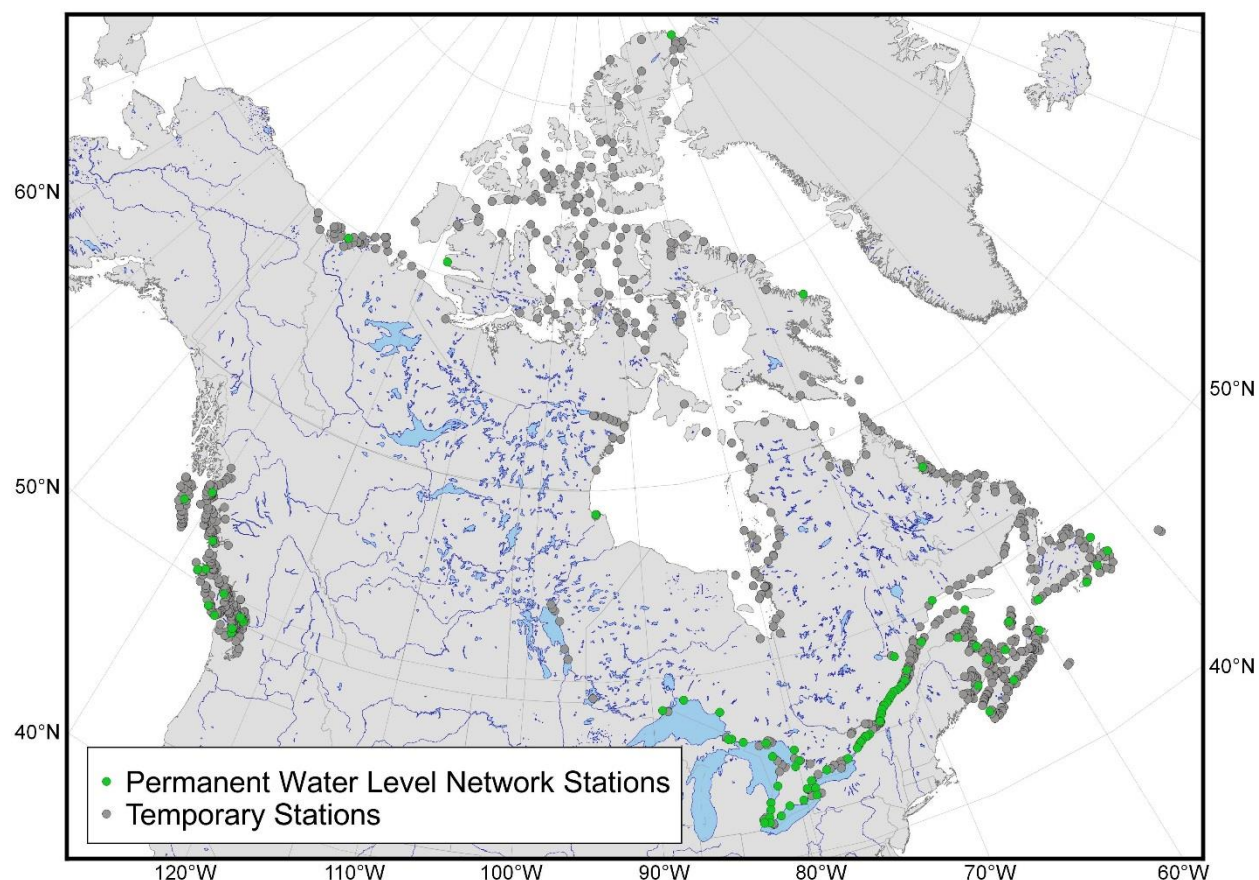 60°N
50°N
50°N
40°N
40°N
Permanent Water Level Network Stations
Temporary Stations
120°W 110°W 100°W 90°W 80°W 70°W 60°W